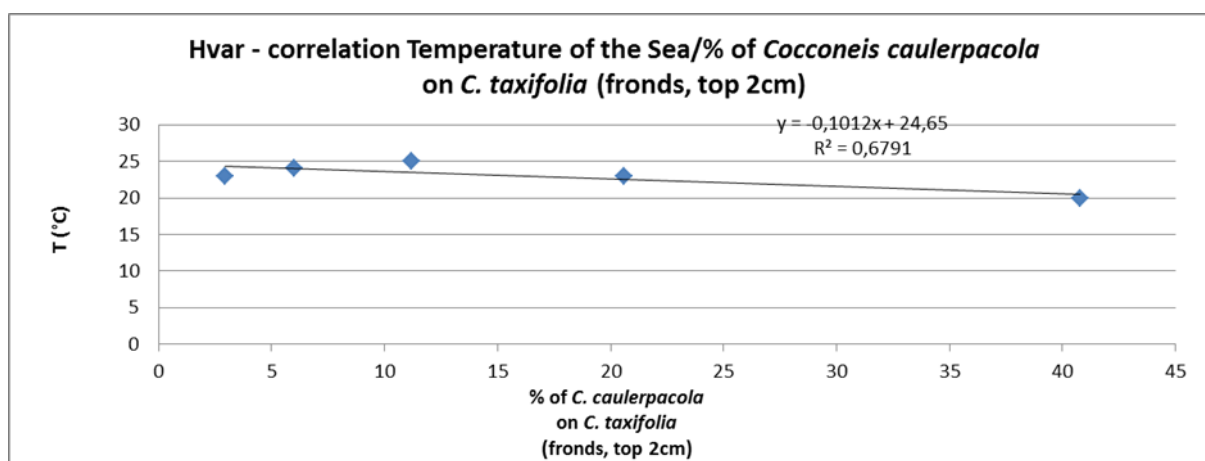 Hvar - correlation Temperature of the Sea/% of Cocconeis caulerpacola
on C. taxifolia (fronds, top 2cm)
y = -0,1012x + 24,65
R² = 0,6791
30
25
20
15
10
5
0
T (°C)
0 5 10 15 20 25 30 35 40 45
% of C. caulerpacola
on C. taxifolia
(fronds, top 2cm)